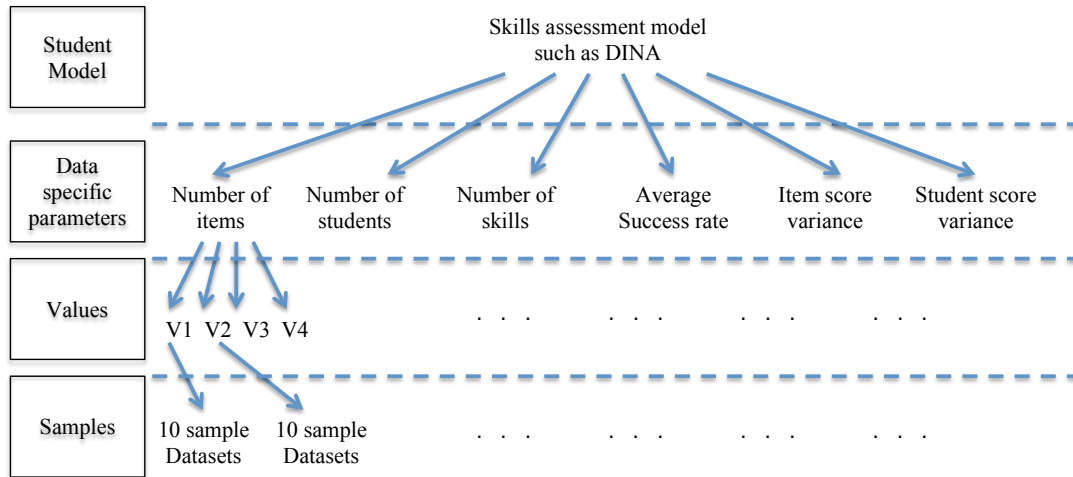 Student
Model
Skills assessment model
such as DINA
Data
specific
parameters
Number of
items
Number of
students
Number of
skills
Average
Success rate
Item score
variance
Student score
variance
Values
V1 V2 V3 V4
. . . . . . . . . . . .
Samples
10 sample
Datasets
10 sample
Datasets
. . . . . . . . . . . .